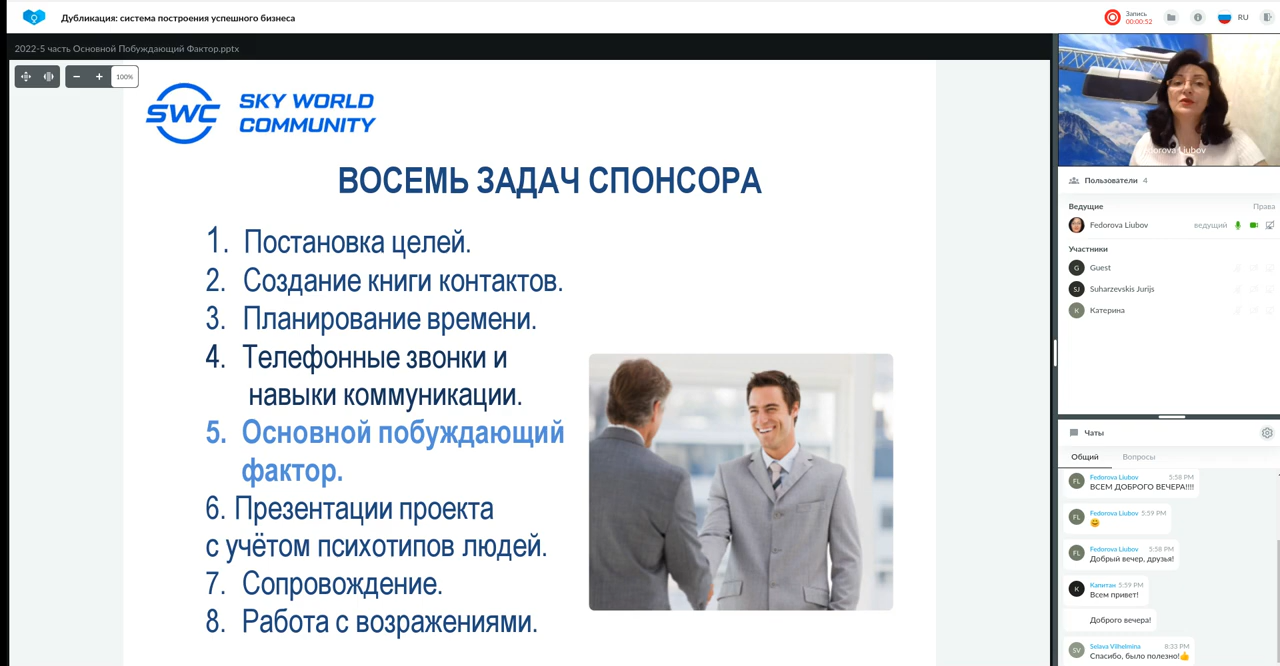 Дубликация: система построения успешного бизнеса
Запись
00:00:52
RU
2022-5 часть Основной Побуждающий Фактор.pptx
100%
SWC
SKY WORLD
COMMUNITY
ВОСЕМЬ ЗАДАЧ СПОНСОРА
1. Постановка целей.
2. Создание книги контактов.
3. Планирование времени.
4. Телефонные звонки и
навыки коммуникации.
5. Основной побуждающий
фактор.
6. Презентации проекта
с учётом психотипов людей.
7. Сопровождение.
8. Работа с возражениями.
Fedorova Liubov
Пользователи 4
Ведущие Права
Fedorova Liubov ведущий
Участники
G Guest
SJ Suharzevskis Jurijs
K Катерина
Чаты
Общий Вопросы
FL Fedorova Liubov 5:58 PM
ВСЕМ ДОБРОГО ВЕЧЕРА!!!!
FL Fedorova Liubov 5:59 PM
FL Fedorova Liubov 5:58 PM
Добрый вечер, друзья!
К Капитан 5:59 PM
Всем привет!
Доброго вечера!
SV Selava Vilhelmina 8:33 PM
Спасибо, было полезно!👍